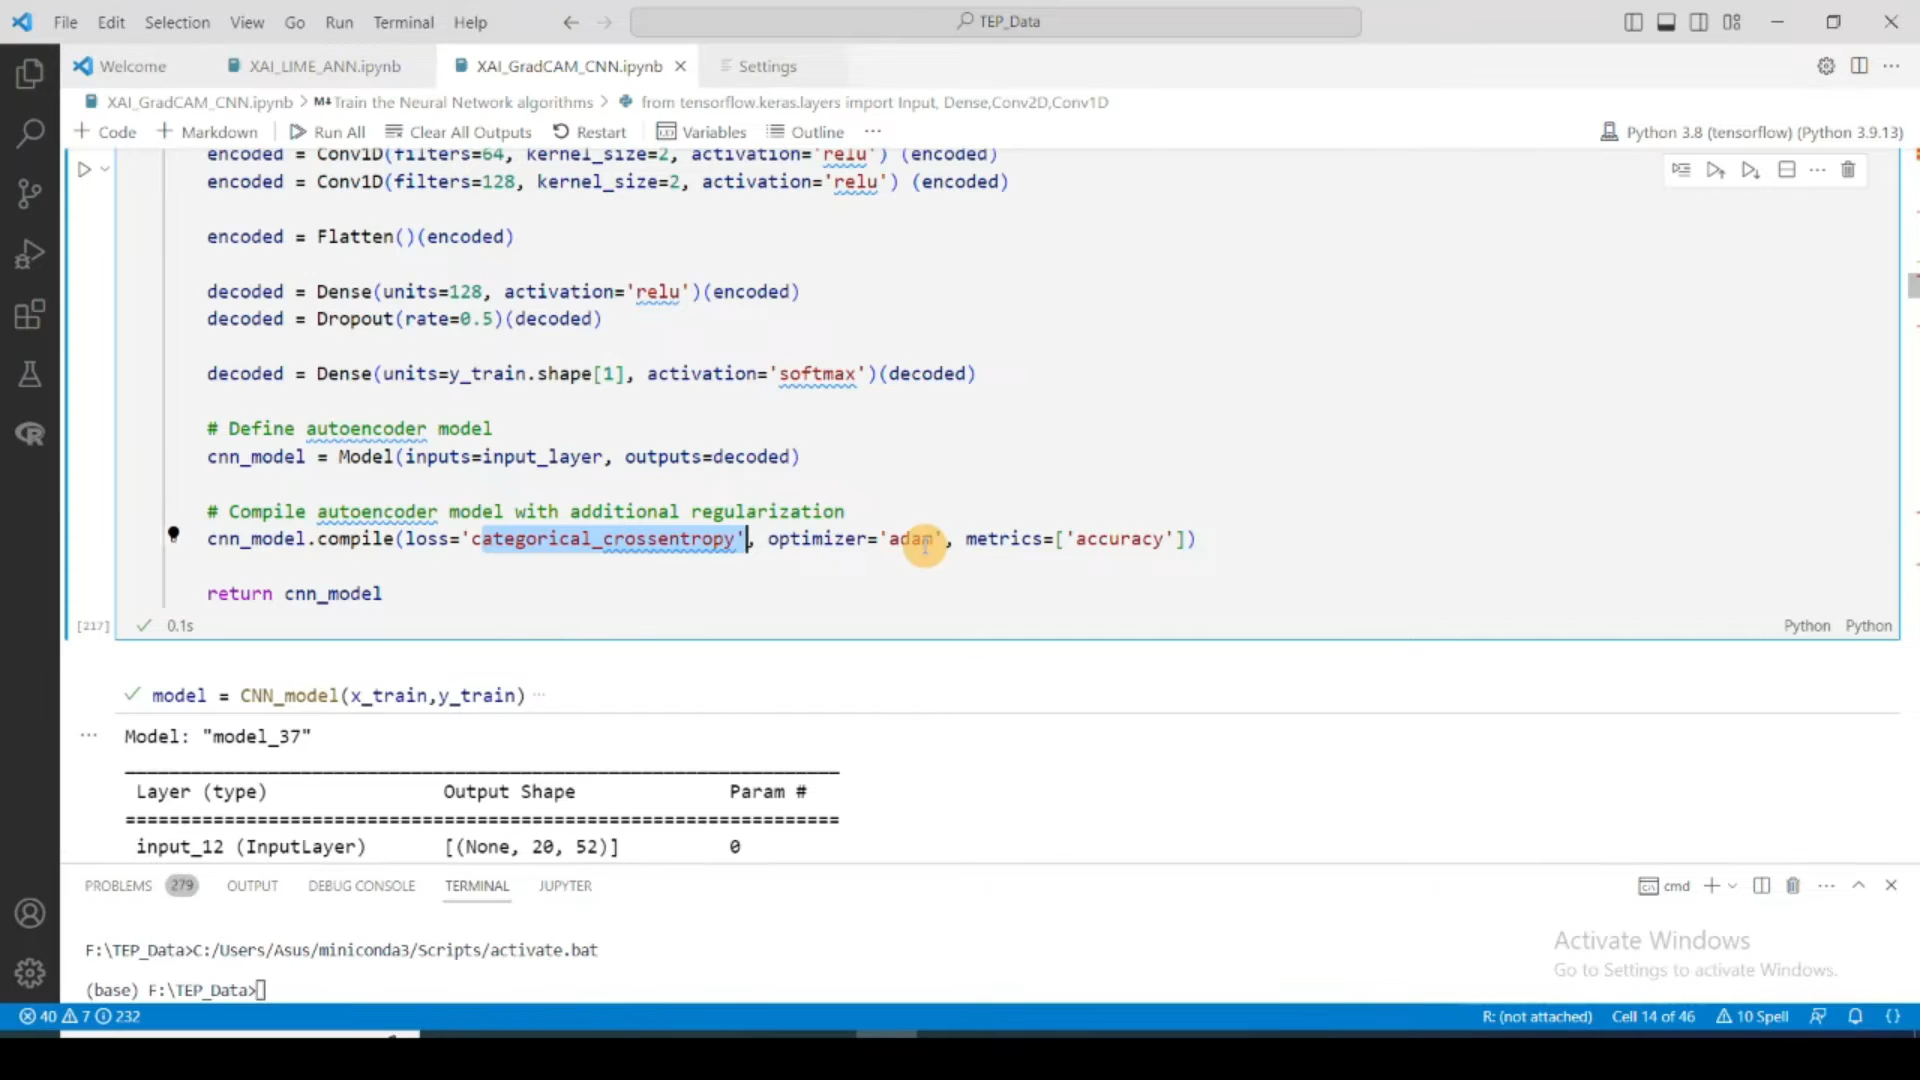 File Edit Selection View Go Run Terminal Help TEP_Data
Welcome XAI_LIME_ANN.ipynb XAI_GradCAM_CNN.ipynb Settings
XAI_GradCAM_CNN.ipynb > M↓Train the Neural Network algorithms > from tensorflow.keras.layers import Input, Dense,Conv2D,Conv1D
+ Code + Markdown Run All Clear All Outputs Restart Variables Outline ... Python 3.8 (tensorflow) (Python 3.9.13)
encoded = Conv1D(filters=64, kernel_size=2, activation='relu') (encoded)
encoded = Conv1D(filters=128, kernel_size=2, activation='relu') (encoded)
encoded = Flatten()(encoded)
decoded = Dense(units=128, activation='relu')(encoded)
decoded = Dropout(rate=0.5)(decoded)
decoded = Dense(units=y_train.shape[1], activation='softmax')(decoded)
# Define autoencoder model
cnn_model = Model(inputs=input_layer, outputs=decoded)
# Compile autoencoder model with additional regularization
cnn_model.compile(loss='categorical_crossentropy', optimizer='adam', metrics=['accuracy'])
return cnn_model
[217] ✓ 0.1s Python Python
✓ model = CNN_model(x_train,y_train) ...
... Model: "model_37"
Layer (type) Output Shape Param #
=================================================================
input_12 (InputLayer) [(None, 20, 52)] 0
PROBLEMS 279 OUTPUT DEBUG CONSOLE TERMINAL JUPYTER cmd
F:\TEP_Data>C:/Users/Asus/miniconda3/Scripts/activate.bat
Activate Windows
Go to Settings to activate Windows.
(base) F:\TEP_Data>
40 7 232 R: (not attached) Cell 14 of 46 10 Spell